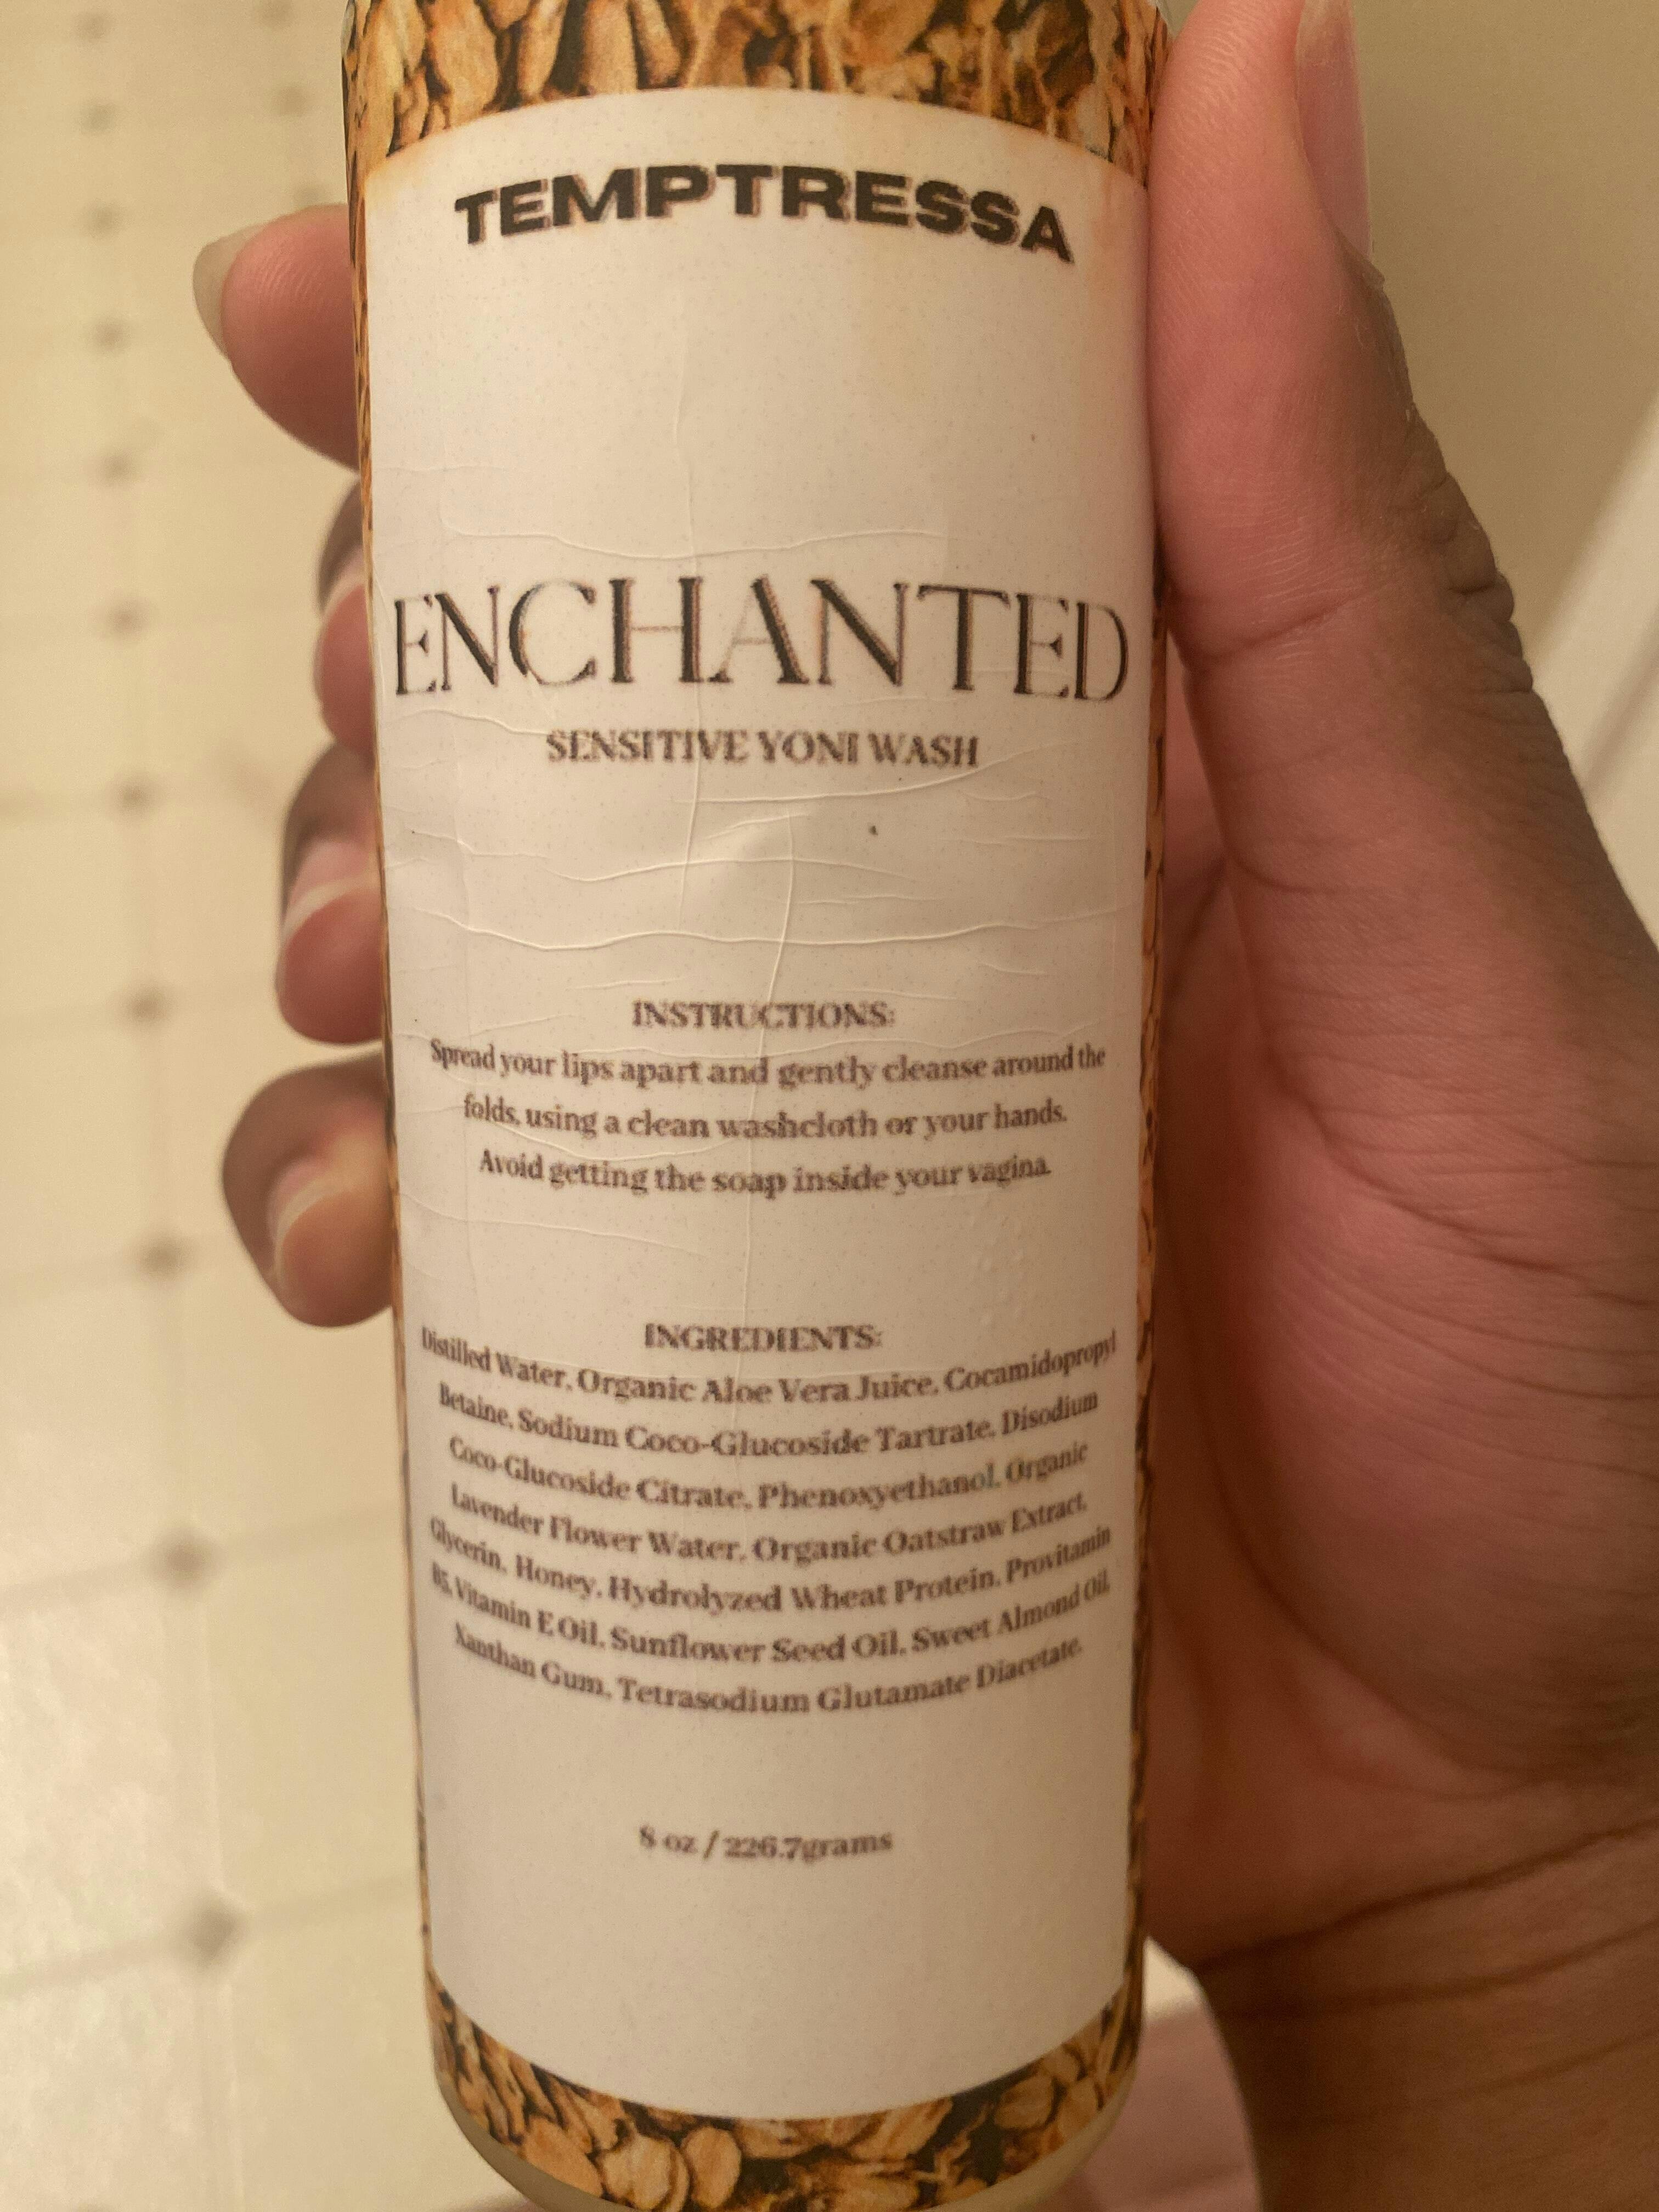 TEMPTRESSA
ENCHANTED
SENSITIVE YONI WASH
INSTRUCTIONS:
Spread your lips apart and gently cleanse around the
folds, using a clean washcloth or your hands.
Avoid getting the soap inside your vagina.
INGREDIENTS:
Distilled Water, Organic Aloe Vera Juice, Cocamidopropyl
Betaine, Sodium Coco-Glucoside Tartrate, Disodium
Coco-Glucoside Citrate, Phenoxyethanol, Organic
Lavender Flower Water, Organic Oatstraw Extract,
Glycerin, Honey, Hydrolyzed Wheat Protein, Provitamin
B5, Vitamin E Oil, Sunflower Seed Oil, Sweet Almond Oil,
Xanthan Gum, Tetrasodium Glutamate Diacetate.
8 oz / 226.7grams